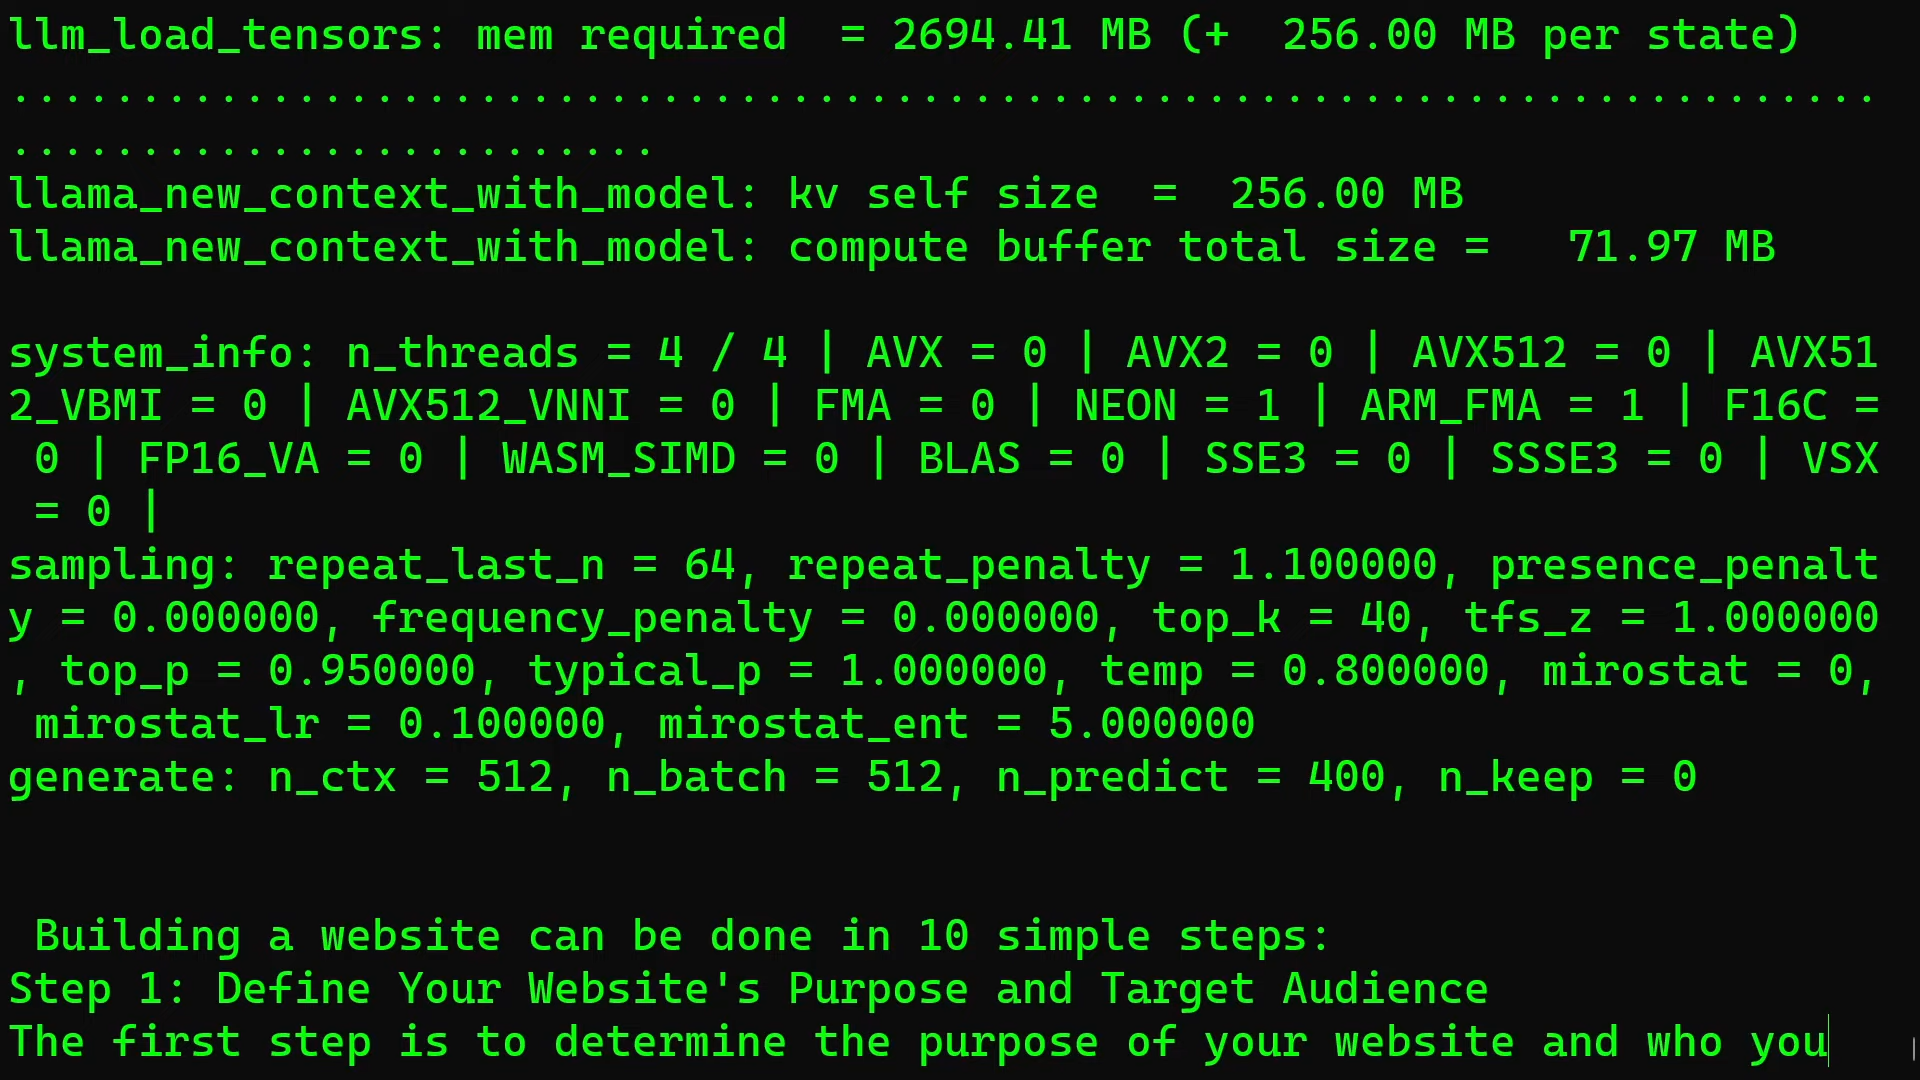 llm_load_tensors: mem required  = 2694.41 MB (+  256.00 MB per state)
........................................................................
.........................
llama_new_context_with_model: kv self size  =  256.00 MB
llama_new_context_with_model: compute buffer total size =   71.97 MB
system_info: n_threads = 4 / 4 | AVX = 0 | AVX2 = 0 | AVX512 = 0 | AVX51
2_VBMI = 0 | AVX512_VNNI = 0 | FMA = 0 | NEON = 1 | ARM_FMA = 1 | F16C =
 0 | FP16_VA = 0 | WASM_SIMD = 0 | BLAS = 0 | SSE3 = 0 | SSSE3 = 0 | VSX
 = 0 |
sampling: repeat_last_n = 64, repeat_penalty = 1.100000, presence_penalt
y = 0.000000, frequency_penalty = 0.000000, top_k = 40, tfs_z = 1.000000
, top_p = 0.950000, typical_p = 1.000000, temp = 0.800000, mirostat = 0,
 mirostat_lr = 0.100000, mirostat_ent = 5.000000
generate: n_ctx = 512, n_batch = 512, n_predict = 400, n_keep = 0
 Building a website can be done in 10 simple steps:
Step 1: Define Your Website's Purpose and Target Audience
The first step is to determine the purpose of your website and who you